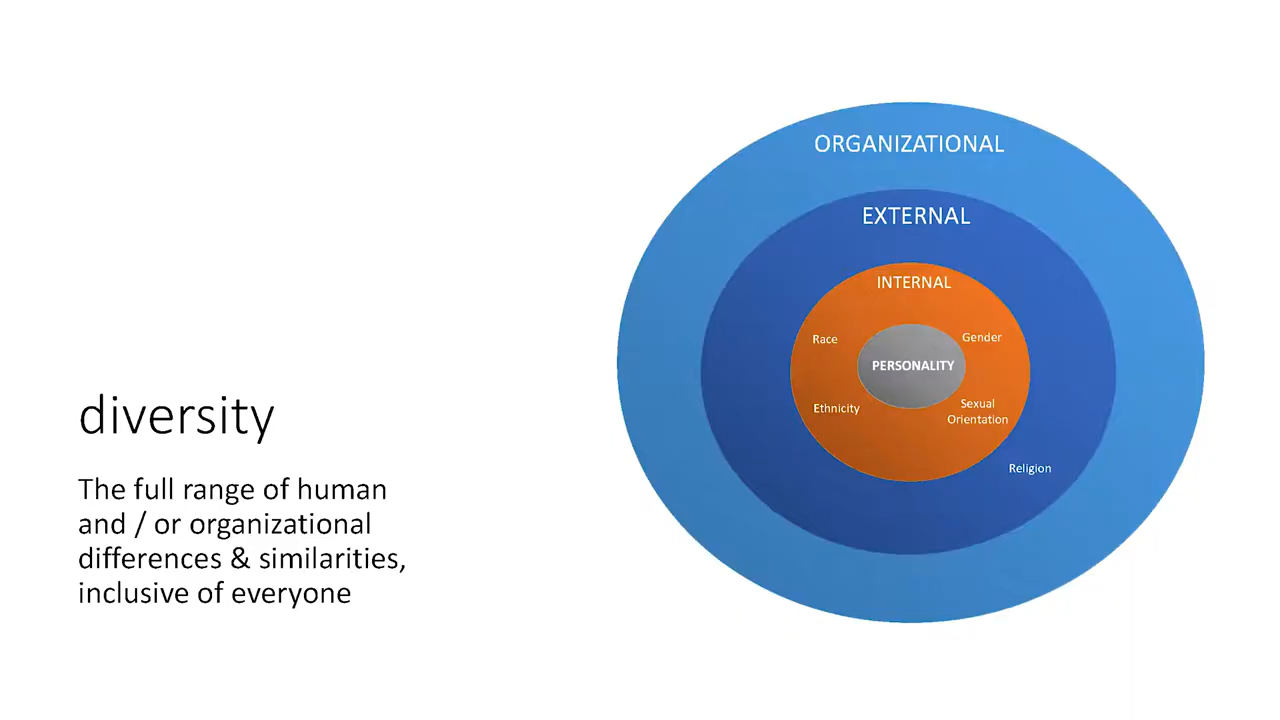 diversity
The full range of human
and / or organizational
differences & similarities,
inclusive of everyone
ORGANIZATIONAL
EXTERNAL
INTERNAL
Race
Gender
PERSONALITY
Ethnicity
Sexual
Orientation
Religion